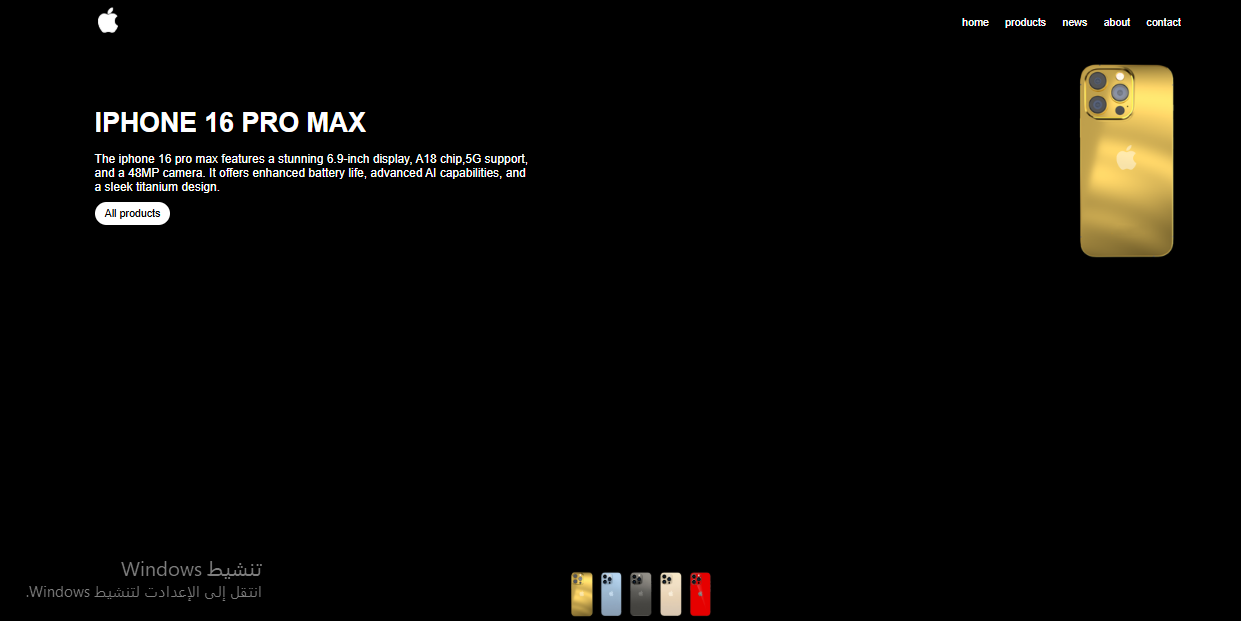 home products news about contact
IPHONE 16 PRO MAX
The iphone 16 pro max features a stunning 6.9-inch display, A18 chip,5G support,
and a 48MP camera. It offers enhanced battery life, advanced AI capabilities, and
a sleek titanium design.
All products
تنشيط Windows
انتقل إلى الإعدادت لتنشيط Windows.